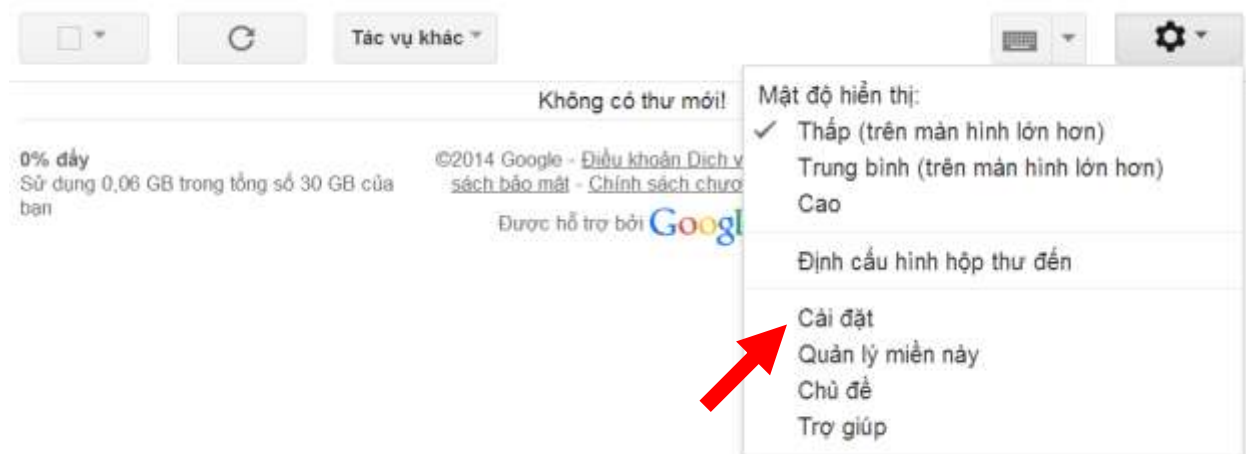 Tác vụ khác
Không có thư mới!
Mật độ hiển thị:
Thấp (trên màn hình lớn hơn)
Trung bình (trên màn hình lớn hơn)
Cao
Định cấu hình hộp thư đến
Cài đặt
Quản lý miền này
Chủ đề
Trợ giúp
0% đầy
Sử dụng 0,06 GB trong tổng số 30 GB của
bạn
©2014 Google - Điều khoản Dịch v
sách bảo mật - Chính sách chươ
Được hỗ trợ bởi Googl